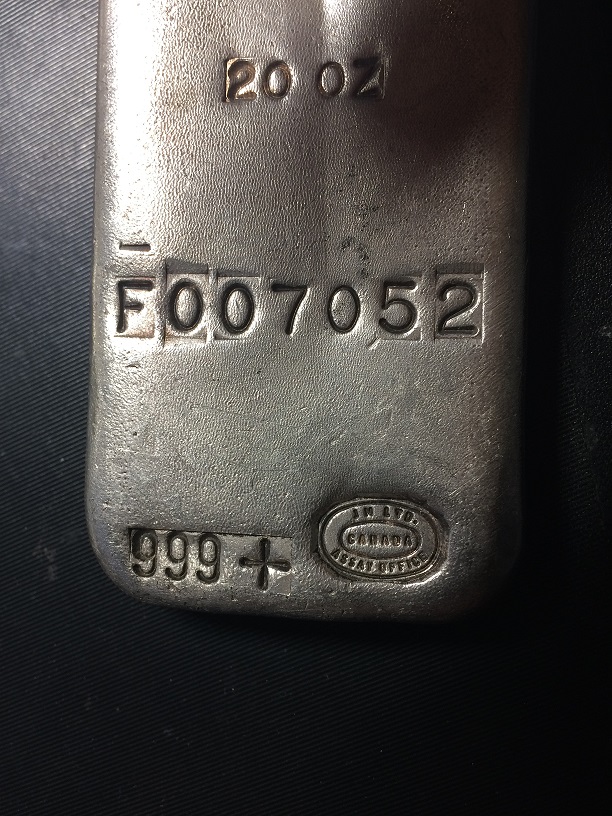 20 OZ
F007052
999 +
JM LTD.
CANADA
ASSAY OFFICE